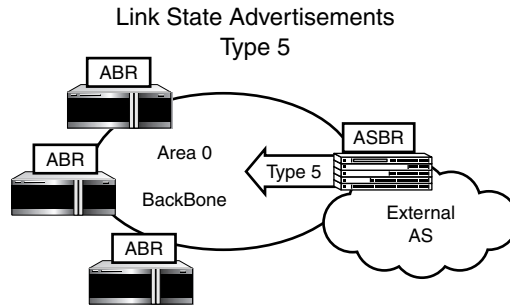 Link State Advertisements
Type 5
ABR
ABR
ABR
ASBR
Area 0
BackBone
Type 5
External
AS